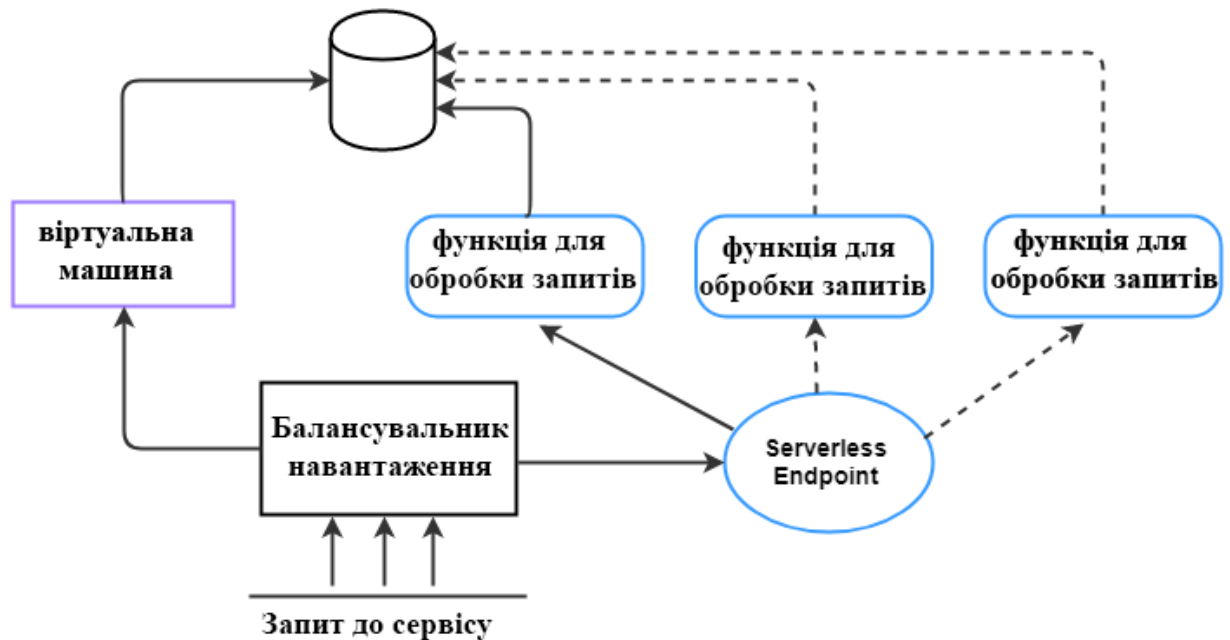 віртуальна
машина
функція для
обробки запитів
функція для
обробки запитів
функція для
обробки запитів
Балансувальник
навантаження
Serverless
Endpoint
Запит до сервісу